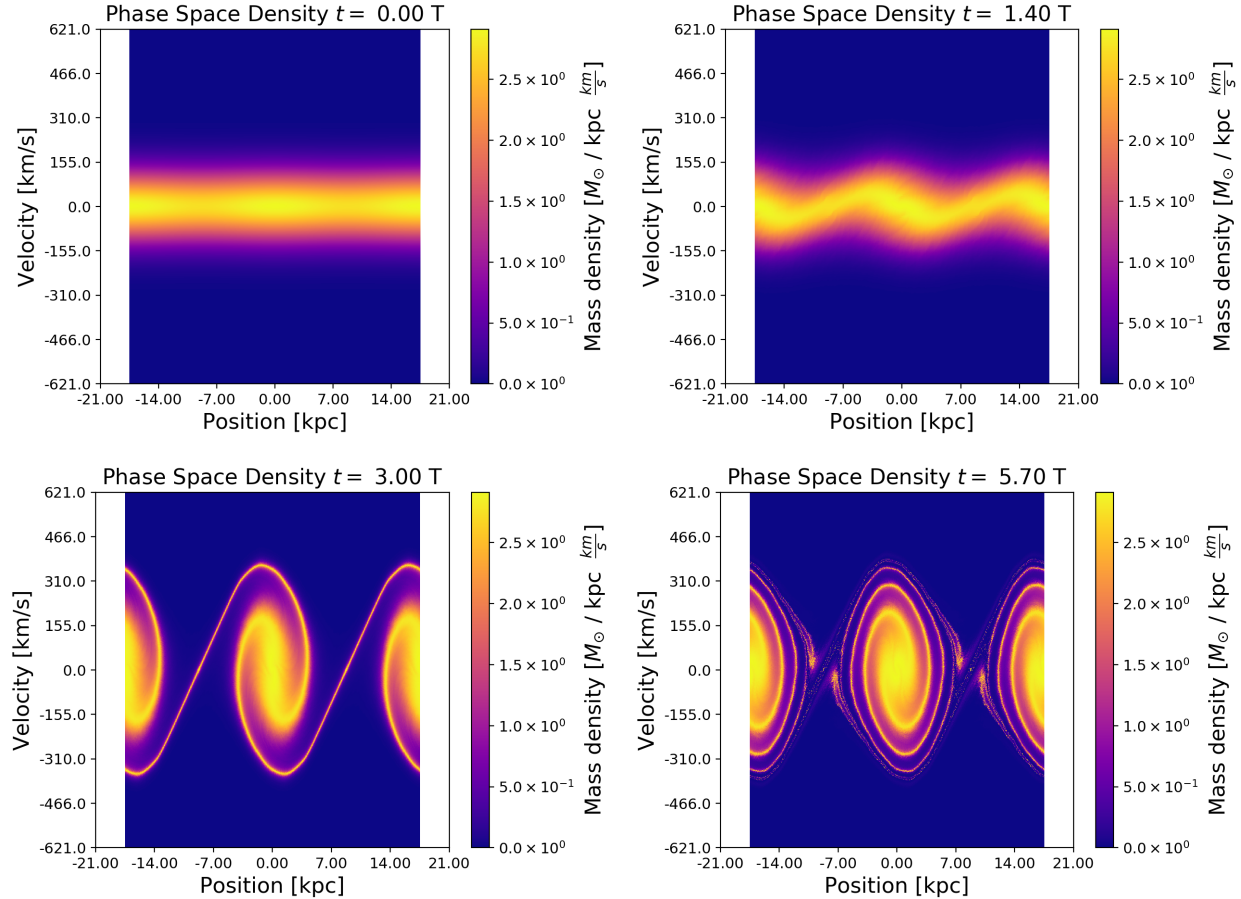 Phase Space Density t = 0.00 T
621.0
466.0
310.0
155.0
0.0
-155.0
-310.0
-466.0
-621.0
Velocity [km/s]
-21.00 -14.00 -7.00 0.00 7.00 14.00 21.00
Position [kpc]
2.5 × 10⁰
2.0 × 10⁰
1.5 × 10⁰
1.0 × 10⁰
5.0 × 10⁻¹
0.0 × 10⁰
Mass density [M⊙ / kpc km/s]
Phase Space Density t = 1.40 T
621.0
466.0
310.0
155.0
0.0
-155.0
-310.0
-466.0
-621.0
Velocity [km/s]
-21.00 -14.00 -7.00 0.00 7.00 14.00 21.00
Position [kpc]
2.5 × 10⁰
2.0 × 10⁰
1.5 × 10⁰
1.0 × 10⁰
5.0 × 10⁻¹
0.0 × 10⁰
Mass density [M⊙ / kpc km/s]
Phase Space Density t = 3.00 T
621.0
466.0
310.0
155.0
0.0
-155.0
-310.0
-466.0
-621.0
Velocity [km/s]
-21.00 -14.00 -7.00 0.00 7.00 14.00 21.00
Position [kpc]
2.5 × 10⁰
2.0 × 10⁰
1.5 × 10⁰
1.0 × 10⁰
5.0 × 10⁻¹
0.0 × 10⁰
Mass density [M⊙ / kpc km/s]
Phase Space Density t = 5.70 T
621.0
466.0
310.0
155.0
0.0
-155.0
-310.0
-466.0
-621.0
Velocity [km/s]
-21.00 -14.00 -7.00 0.00 7.00 14.00 21.00
Position [kpc]
2.5 × 10⁰
2.0 × 10⁰
1.5 × 10⁰
1.0 × 10⁰
5.0 × 10⁻¹
0.0 × 10⁰
Mass density [M⊙ / kpc km/s]